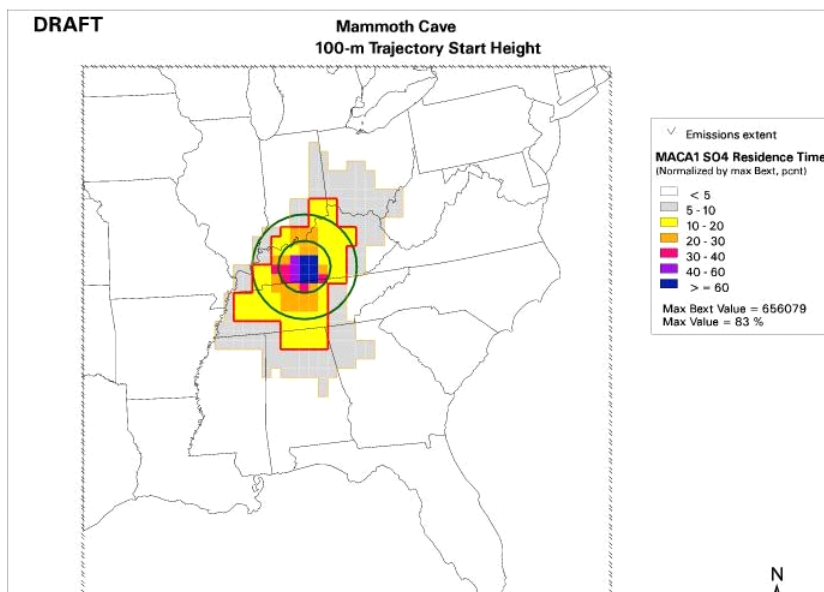 DRAFT
Mammoth Cave
100-m Trajectory Start Height
Emissions extent
MACA1 SO4 Residence Time
(Normalized by max Bext, pcnt)
< 5
5 - 10
10 - 20
20 - 30
30 - 40
40 - 60
> = 60
Max Bext Value = 656079
Max Value = 83 %
N